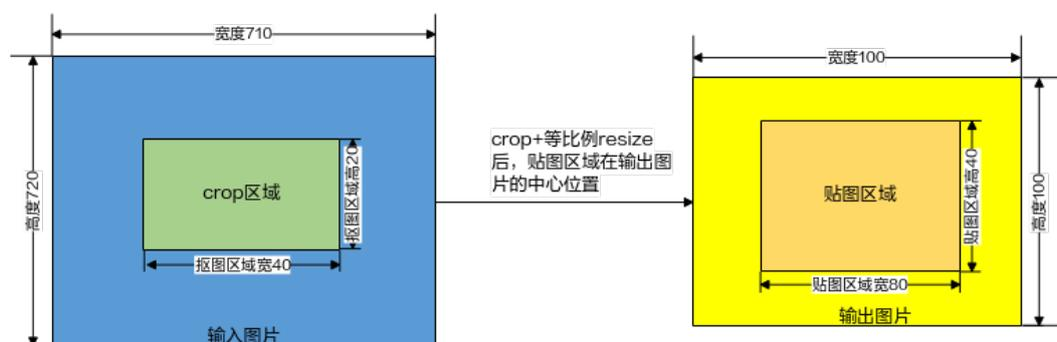 宽度710
宽度100
高度720
crop区域
抠图区域高20
抠图区域宽40
输入图片
crop+等比例resize
后，贴图区域在输出图
片的中心位置
贴图区域
贴图区域高40
高度100
贴图区域宽80
输出图片